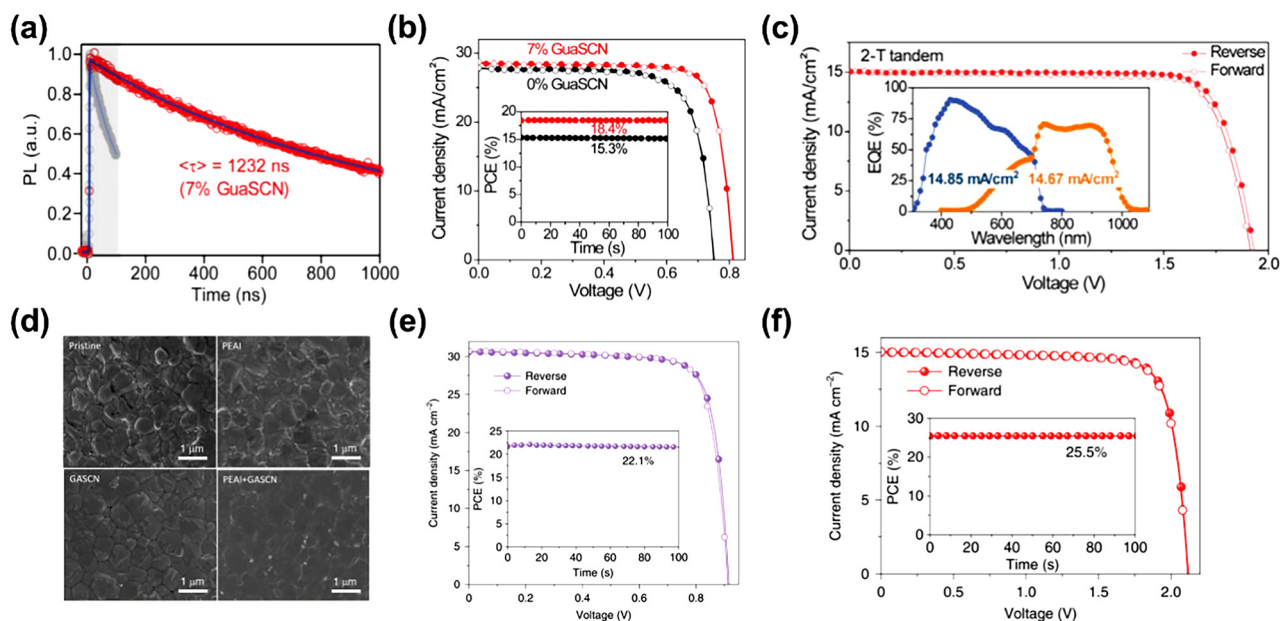 (a)
1.0
0.8
0.6
0.4
0.2
0.0
PL (a.u.)
<τ> = 1232 ns
(7% GuaSCN)
0 200 400 600 800 1000
Time (ns)
(b)
30
20
10
0
Current density (mA/cm²)
7% GuaSCN
0% GuaSCN
20
15
10
5
0
PCE (%)
18.4%
15.3%
0 20 40 60 80 100
Time (s)
0.0 0.2 0.4 0.6 0.8
Voltage (V)
(c)
2-T tandem
Reverse
Forward
15
10
5
0
Current density (mA/cm²)
100
75
50
25
0
EQE (%)
14.85 mA/cm²
14.67 mA/cm²
400 600 800 1000
Wavelength (nm)
0.0 0.5 1.0 1.5 2.0
Voltage (V)
(d)
Pristine
1 μm
PEAI
1 μm
GASCN
1 μm
PEAI+GASCN
1 μm
(e)
30
25
20
15
10
5
0
Current density (mA cm⁻²)
Reverse
Forward
25
20
15
10
5
0
PCE (%)
22.1%
0 20 40 60 80 100
Time (s)
0.0 0.2 0.4 0.6 0.8
Voltage (V)
(f)
15
10
5
0
Current density (mA cm⁻²)
Reverse
Forward
30
25
20
15
10
5
0
PCE (%)
25.5%
0 20 40 60 80 100
Time (s)
0.0 0.5 1.0 1.5 2.0
Voltage (V)